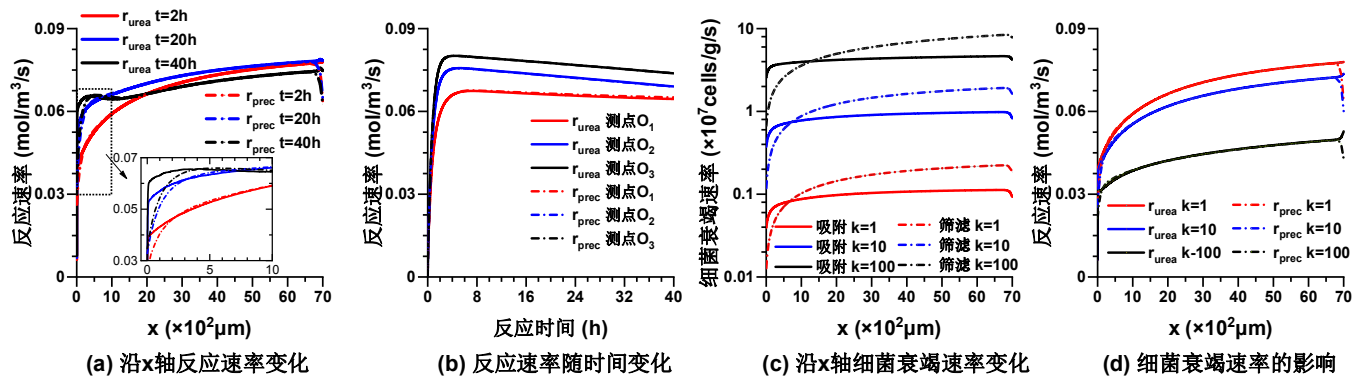 反应速率 (mol/m³/s)
0.09
0.06
0.03
0
r_urea t=2h
r_urea t=20h
r_urea t=40h
r_prec t=2h
r_prec t=20h
r_prec t=40h
0.07
0.05
0.03
0 5 10
0 10 20 30 40 50 60 70
x (×10²μm)
(a) 沿x轴反应速率变化
反应速率 (mol/m³/s)
0.09
0.06
0.03
0
r_urea 测点O₁
r_urea 测点O₂
r_urea 测点O₃
r_prec 测点O₁
r_prec 测点O₂
r_prec 测点O₃
0 8 16 24 32 40
反应时间 (h)
(b) 反应速率随时间变化
细菌衰竭速率 (×10⁷cells/g/s)
10
1
0.1
0.01
吸附 k=1
吸附 k=10
吸附 k=100
筛滤 k=1
筛滤 k=10
筛滤 k=100
0 10 20 30 40 50 60 70
x (×10²μm)
(c) 沿x轴细菌衰竭速率变化
反应速率 (mol/m³/s)
0.09
0.06
0.03
0
r_urea k=1
r_urea k=10
r_urea k-100
r_prec k=1
r_prec k=10
r_prec k=100
0 10 20 30 40 50 60 70
x (×10²μm)
(d) 细菌衰竭速率的影响